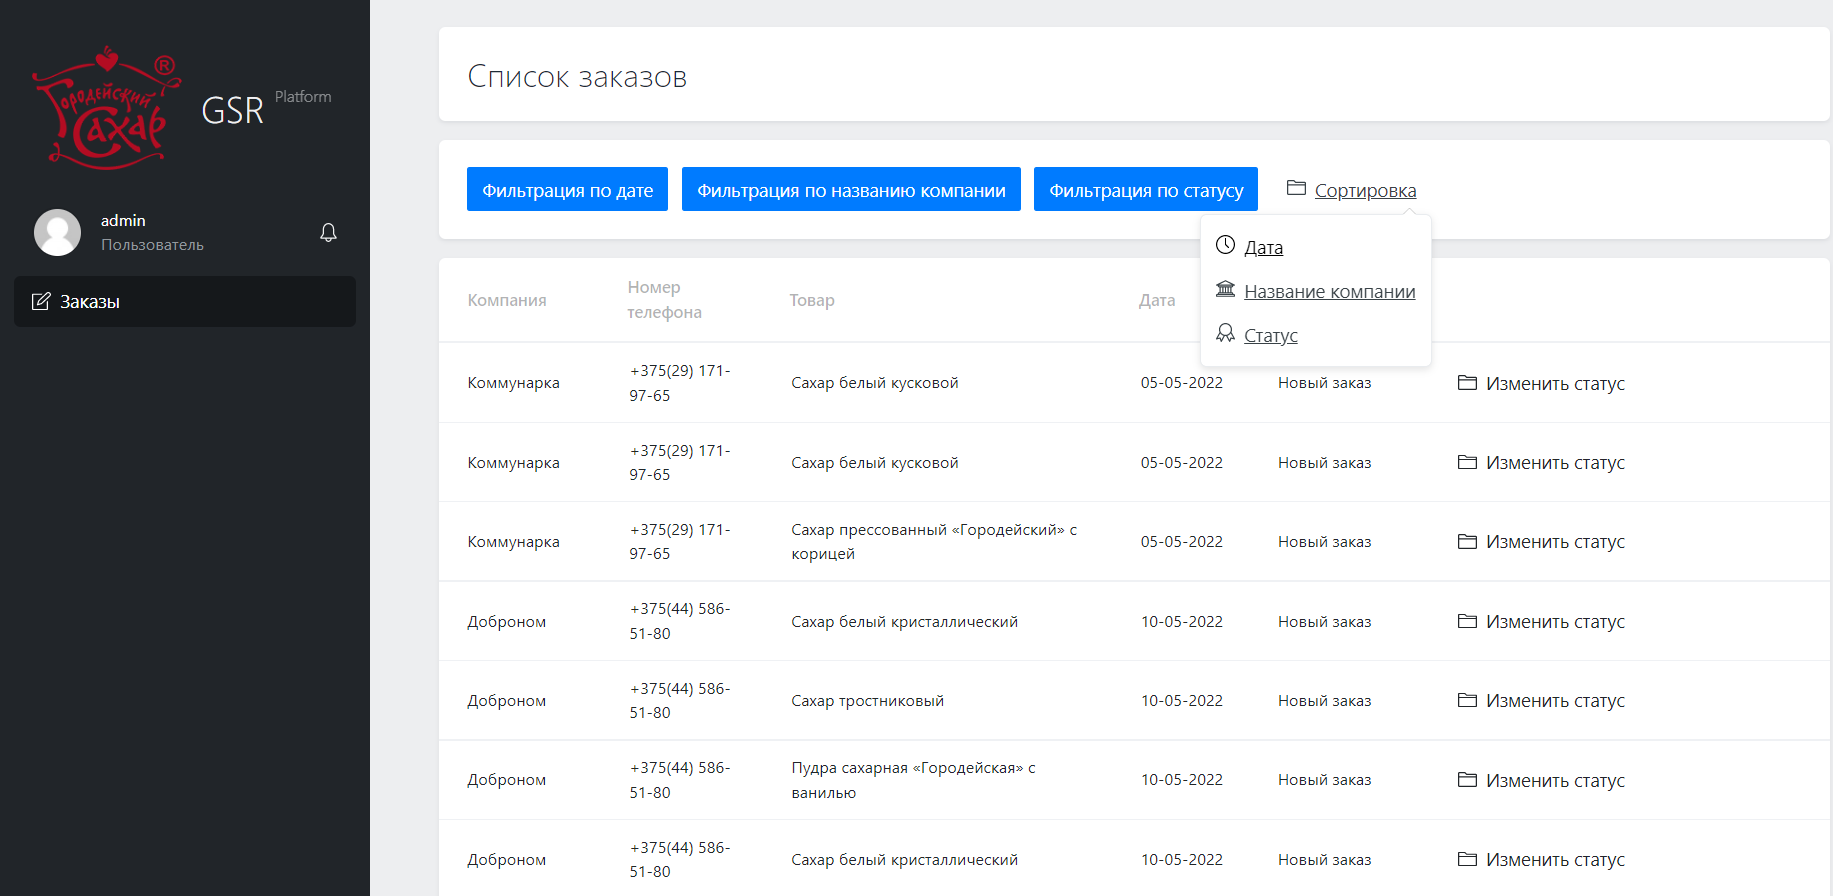 Городейский
Сахар
®
GSR Platform
admin
Пользователь
Заказы
Список заказов
Фильтрация по дате
Фильтрация по названию компании
Фильтрация по статусу
Сортировка
Дата
Название компании
Статус
Компания
Номер
телефона
Товар
Дата
Коммунарка
+375(29) 171-
97-65
Сахар белый кусковой
05-05-2022
Новый заказ
Изменить статус
Коммунарка
+375(29) 171-
97-65
Сахар белый кусковой
05-05-2022
Новый заказ
Изменить статус
Коммунарка
+375(29) 171-
97-65
Сахар прессованный «Городейский» с
корицей
05-05-2022
Новый заказ
Изменить статус
Доброном
+375(44) 586-
51-80
Сахар белый кристаллический
10-05-2022
Новый заказ
Изменить статус
Доброном
+375(44) 586-
51-80
Сахар тростниковый
10-05-2022
Новый заказ
Изменить статус
Доброном
+375(44) 586-
51-80
Пудра сахарная «Городейская» с
ванилью
10-05-2022
Новый заказ
Изменить статус
Доброном
+375(44) 586-
51-80
Сахар белый кристаллический
10-05-2022
Новый заказ
Изменить статус